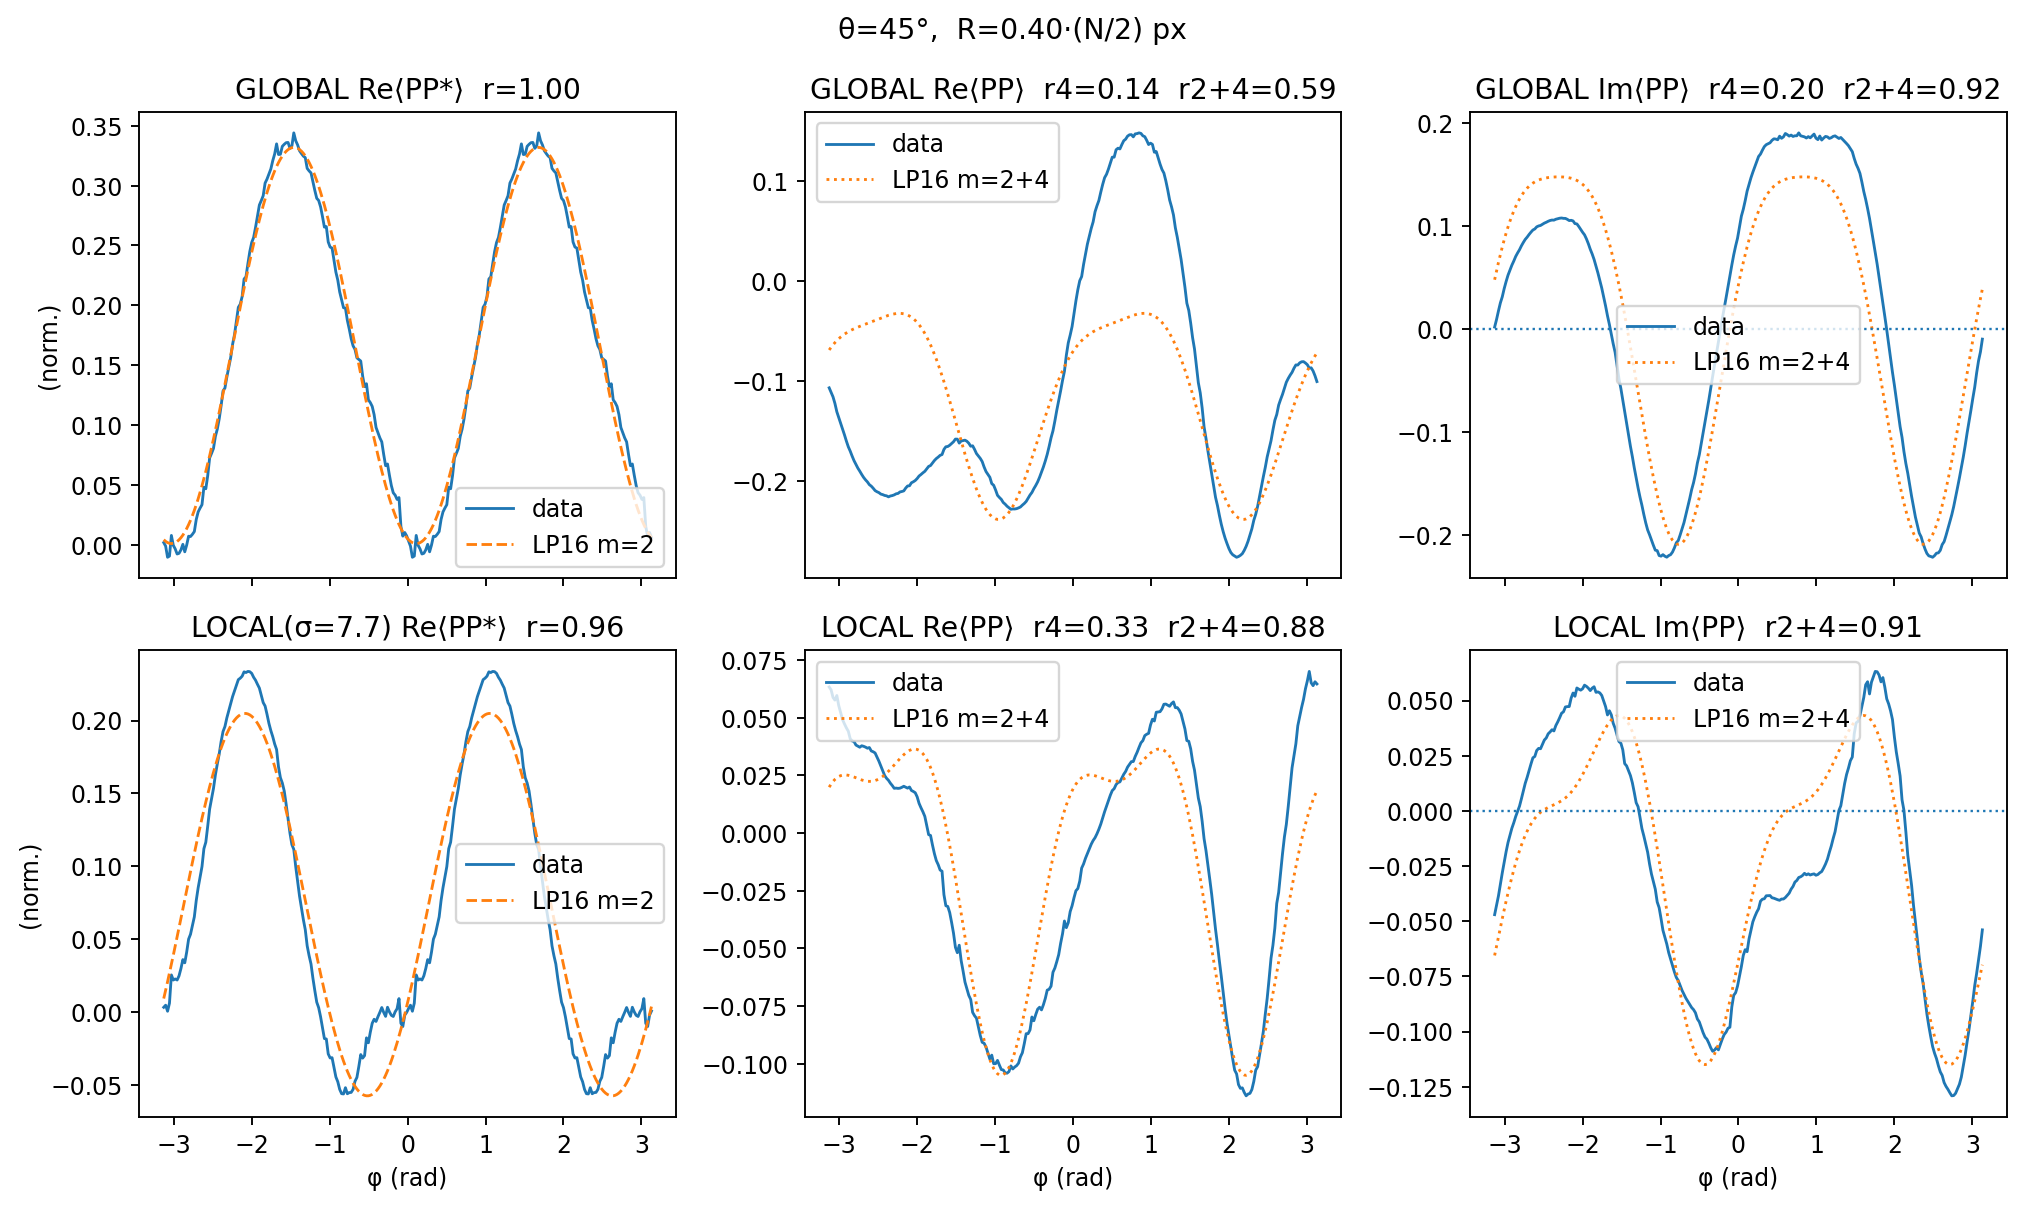 θ=45°,  R=0.40·(N/2) px
GLOBAL Re⟨PP*⟩  r=1.00
GLOBAL Re⟨PP⟩  r4=0.14  r2+4=0.59
GLOBAL Im⟨PP⟩  r4=0.20  r2+4=0.92
(norm.)
0.35
0.30
0.25
0.20
0.15
0.10
0.05
0.00
data
LP16 m=2
0.1
0.0
−0.1
−0.2
data
LP16 m=2+4
0.2
0.1
0.0
−0.1
−0.2
data
LP16 m=2+4
LOCAL(σ=7.7) Re⟨PP*⟩  r=0.96
LOCAL Re⟨PP⟩  r4=0.33  r2+4=0.88
LOCAL Im⟨PP⟩  r2+4=0.91
(norm.)
0.20
0.15
0.10
0.05
0.00
−0.05
data
LP16 m=2
−3 −2 −1 0 1 2 3
φ (rad)
0.075
0.050
0.025
0.000
−0.025
−0.050
−0.075
−0.100
data
LP16 m=2+4
−3 −2 −1 0 1 2 3
φ (rad)
0.050
0.025
0.000
−0.025
−0.050
−0.075
−0.100
−0.125
data
LP16 m=2+4
−3 −2 −1 0 1 2 3
φ (rad)